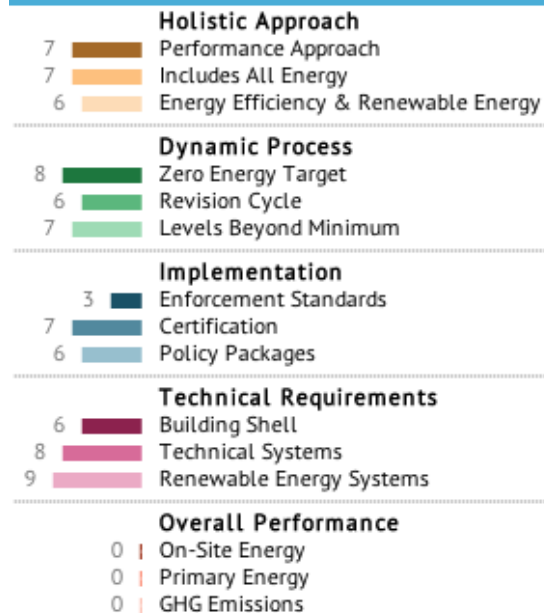 Holistic Approach
7 Performance Approach
7 Includes All Energy
6 Energy Efficiency & Renewable Energy
Dynamic Process
8 Zero Energy Target
6 Revision Cycle
7 Levels Beyond Minimum
Implementation
3 Enforcement Standards
7 Certification
6 Policy Packages
Technical Requirements
6 Building Shell
8 Technical Systems
9 Renewable Energy Systems
Overall Performance
0 On-Site Energy
0 Primary Energy
0 GHG Emissions